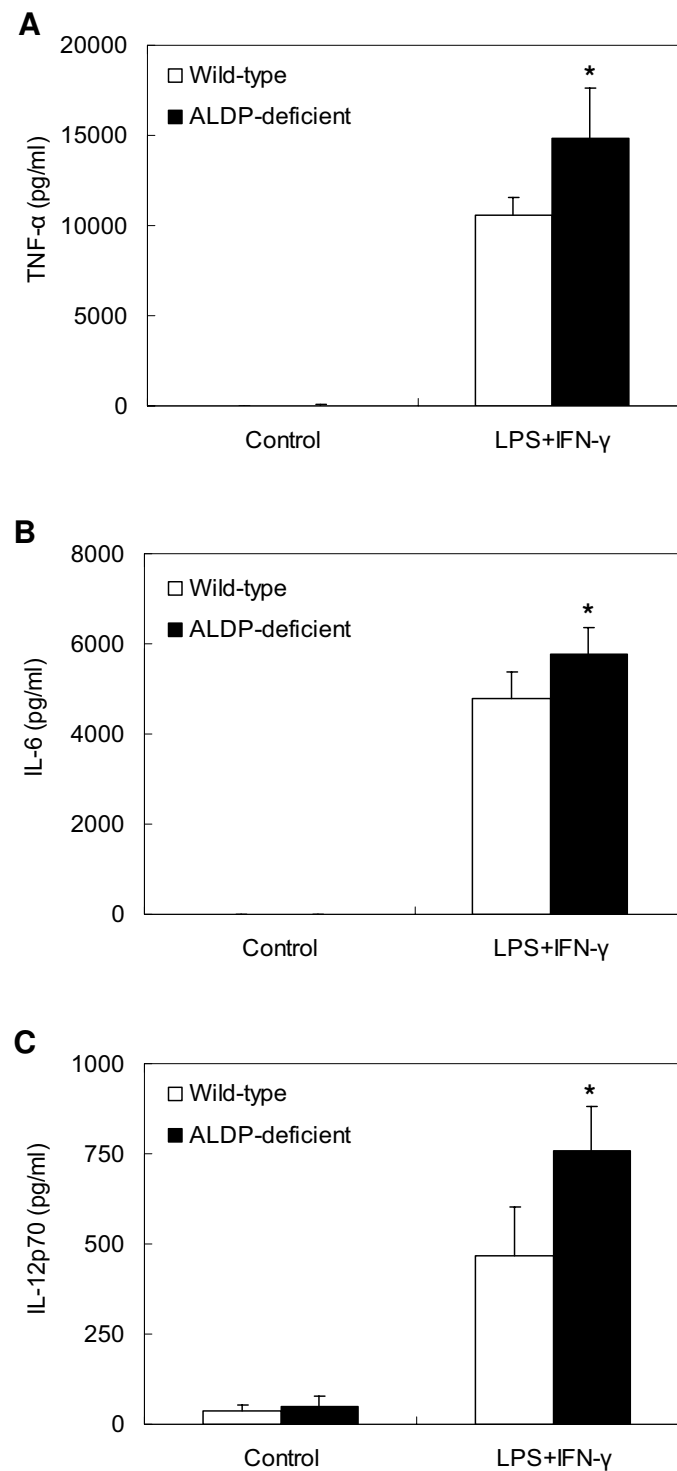 A
20000
15000
10000
5000
0
TNF-α (pg/ml)
Wild-type
ALDP-deficient
*
Control LPS+IFN-γ
B
8000
6000
4000
2000
0
IL-6 (pg/ml)
Wild-type
ALDP-deficient
*
Control LPS+IFN-γ
C
1000
750
500
250
0
IL-12p70 (pg/ml)
Wild-type
ALDP-deficient
*
Control LPS+IFN-γ